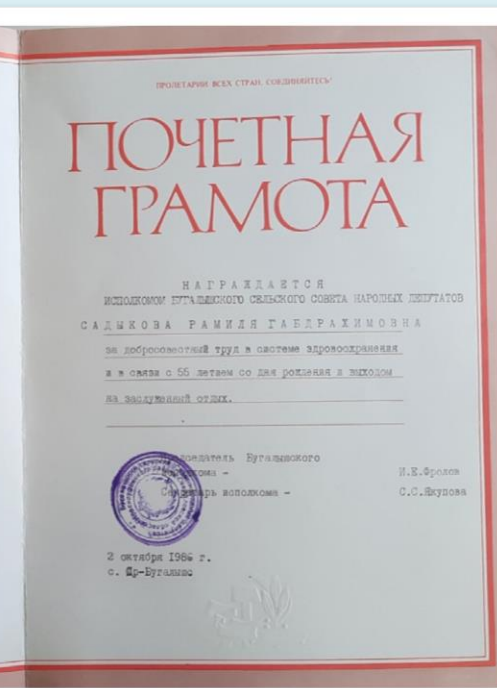 ПРОЛЕТАРИИ ВСЕХ СТРАН, СОЕДИНЯЙТЕСЬ!
ПОЧЕТНАЯ
ГРАМОТА
НАГРАЖДАЕТСЯ
ИСПОЛКОМОМ БУГАЛЫШСКОГО СЕЛЬСКОГО СОВЕТА НАРОДНЫХ ДЕПУТАТОВ
САДЫКОВА РАМИЛЯ ГАБДРАХИМОВНА
за добросовестный труд в системе здровоохранения
и в связи с 55 летием со дня рождения и выходом
на заслуженный отдых.
Председатель Бугалышского
исполкома - И.Е.Фролов
Секретарь исполкома - С.С.Якупова
2 октября 1986 г.
с. Ср-Бугалыш